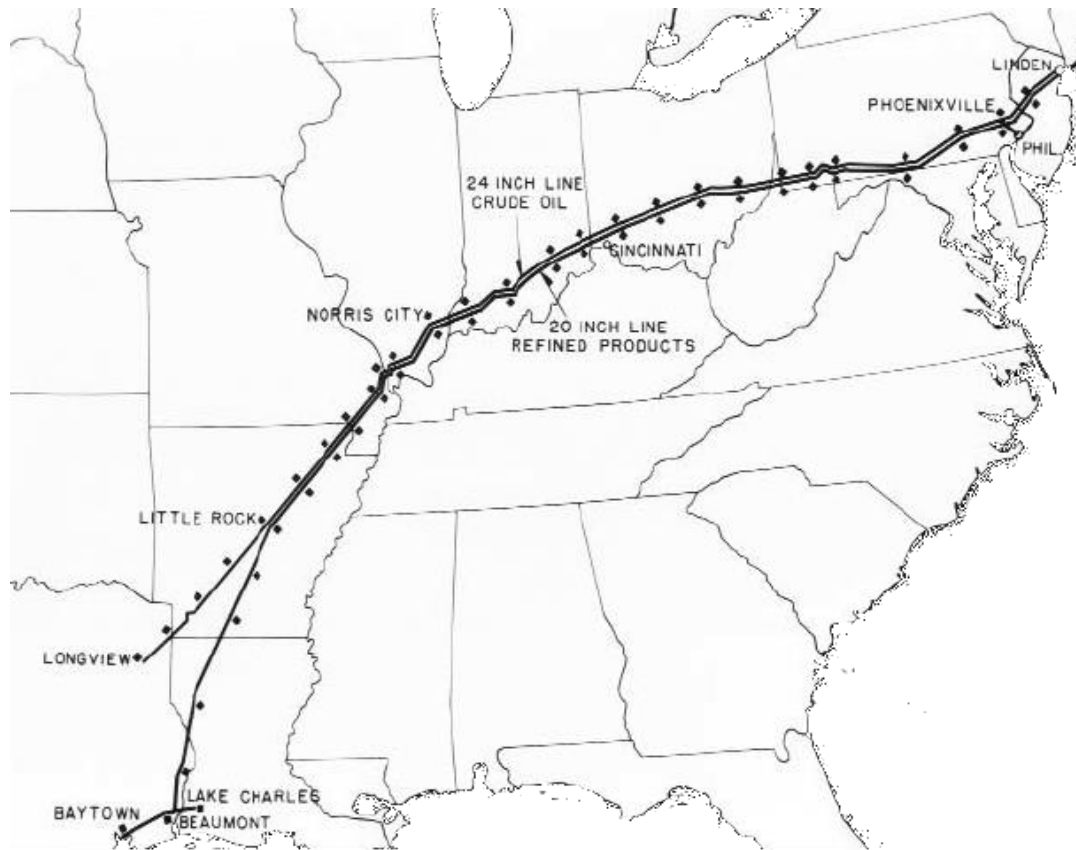 LINDEN
PHOENIXVILLE
PHIL.
24 INCH LINE
CRUDE OIL
CINCINNATI
NORRIS CITY
20 INCH LINE
REFINED PRODUCTS
LITTLE ROCK
LONGVIEW
LAKE CHARLES
BAYTOWN
BEAUMONT